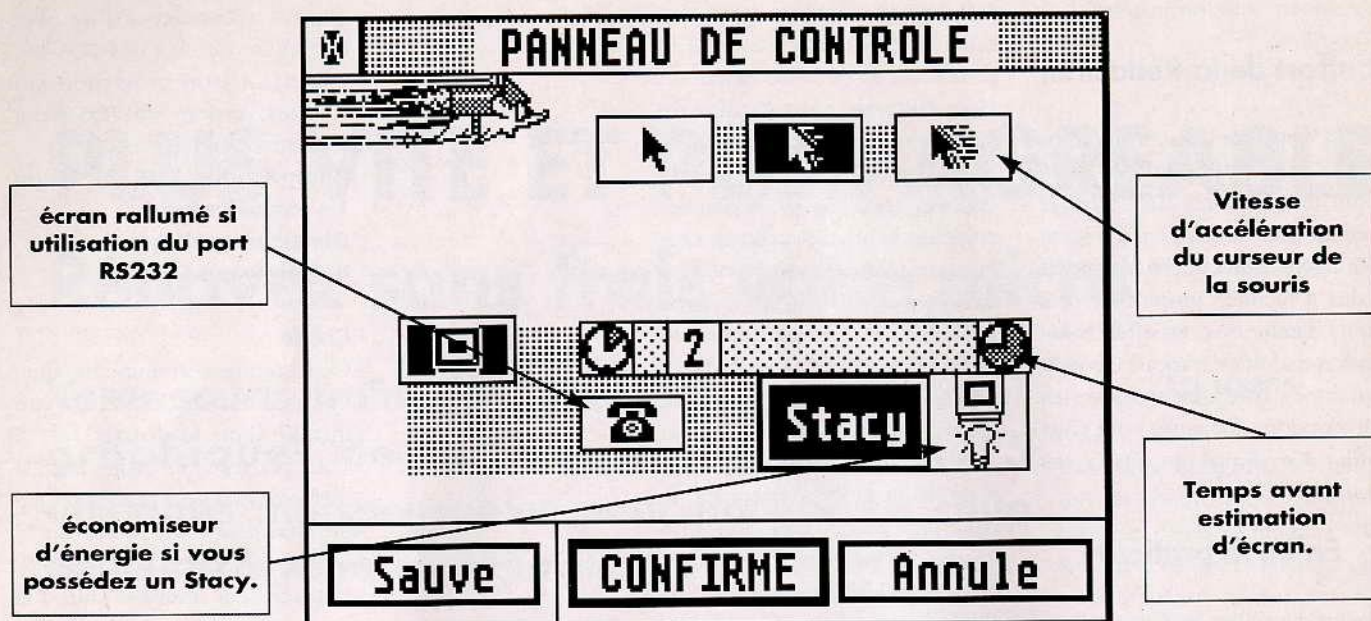 PANNEAU DE CONTROLE
écran rallumé si
utilisation du port
RS232
Vitesse
d'accélération
du curseur de
la souris
2
Stacy
économiseur
d'énergie si vous
possédez un Stacy.
Temps avant
estimation
d'écran.
Sauve
CONFIRME
Annule